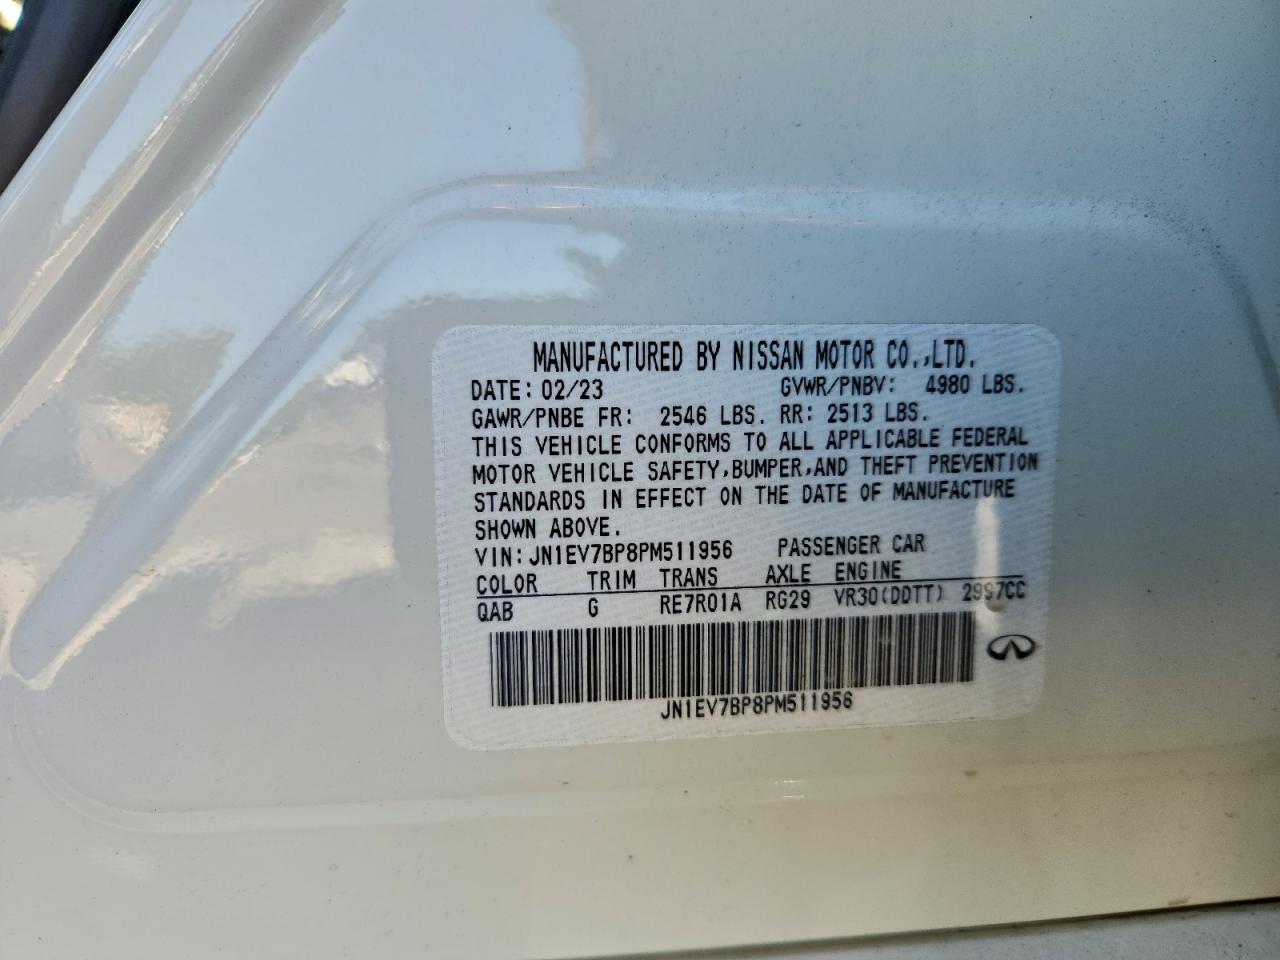 MANUFACTURED BY NISSAN MOTOR CO.,LTD.
DATE: 02/23 GVWR/PNBV: 4980 LBS.
GAWR/PNBE FR: 2546 LBS. RR: 2513 LBS.
THIS VEHICLE CONFORMS TO ALL APPLICABLE FEDERAL
MOTOR VEHICLE SAFETY,BUMPER,AND THEFT PREVENTION
STANDARDS IN EFFECT ON THE DATE OF MANUFACTURE
SHOWN ABOVE.
VIN: JN1EV7BP8PM511956 PASSENGER CAR
COLOR TRIM TRANS AXLE ENGINE
QAB G RE7R01A RG29 VR30(DDTT) 2997CC
JN1EV7BP8PM511956